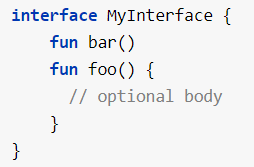 interface MyInterface {
    fun bar()
    fun foo() {
      // optional body
    }
}